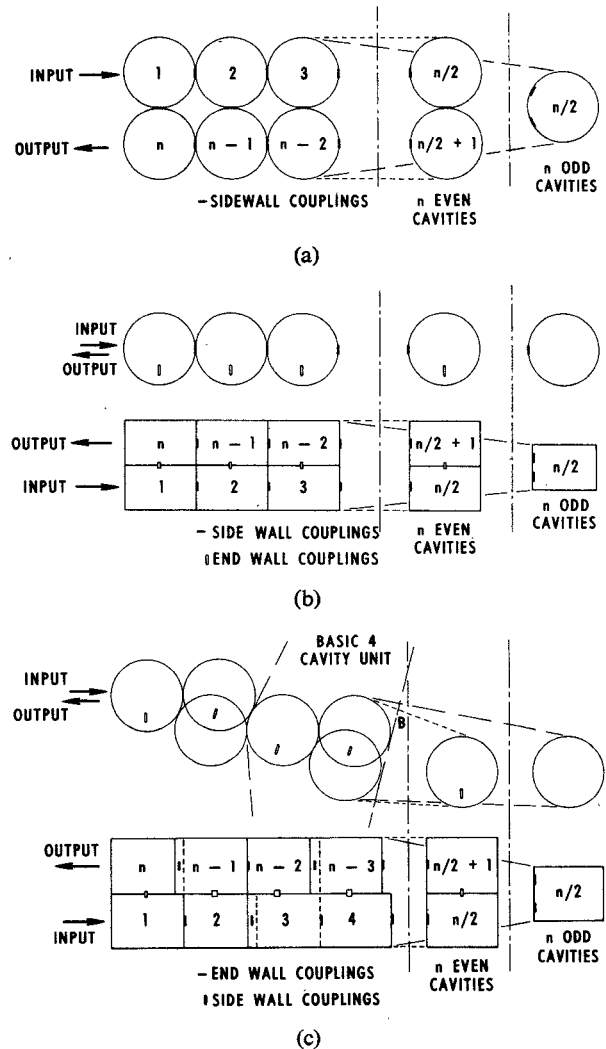 INPUT 1 2 3 n/2
n/2
OUTPUT n n − 1 n − 2 n/2 + 1
− SIDEWALL COUPLINGS
n EVEN CAVITIES
n ODD CAVITIES
(a)
INPUT
OUTPUT
OUTPUT n n − 1 n − 2 n/2 + 1
n/2
INPUT 1 2 3 n/2
− SIDE WALL COUPLINGS
END WALL COUPLINGS
n EVEN CAVITIES
n ODD CAVITIES
(b)
BASIC 4
CAVITY UNIT
INPUT
OUTPUT
B
OUTPUT n n − 1 n − 2 n − 3 n/2 + 1
n/2
INPUT 1 2 3 4 n/2
− END WALL COUPLINGS
SIDE WALL COUPLINGS
n EVEN CAVITIES
n ODD CAVITIES
(c)